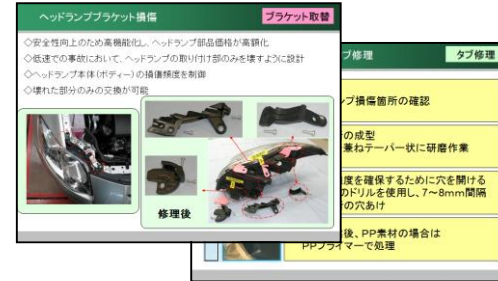 ヘッドランプブラケット損傷
ブラケット取替
◇安全性向上のため高機能化し、ヘッドランプ部品価格が高額化
◇低速での事故において、ヘッドランプの取り付け部のみを壊すように設計
◇ヘッドランプ本体(ボディー)の損傷頻度を制御
◇壊れた部分のみの交換が可能
修理後
ブ修理
タブ修理
プ損傷箇所の確認
の成型
兼ねテーパー状に研磨作業
度を確保するために穴を開ける
のドリルを使用し、7～8mm間隔
の穴あけ
後、PP素材の場合は
PPプライマーで処理